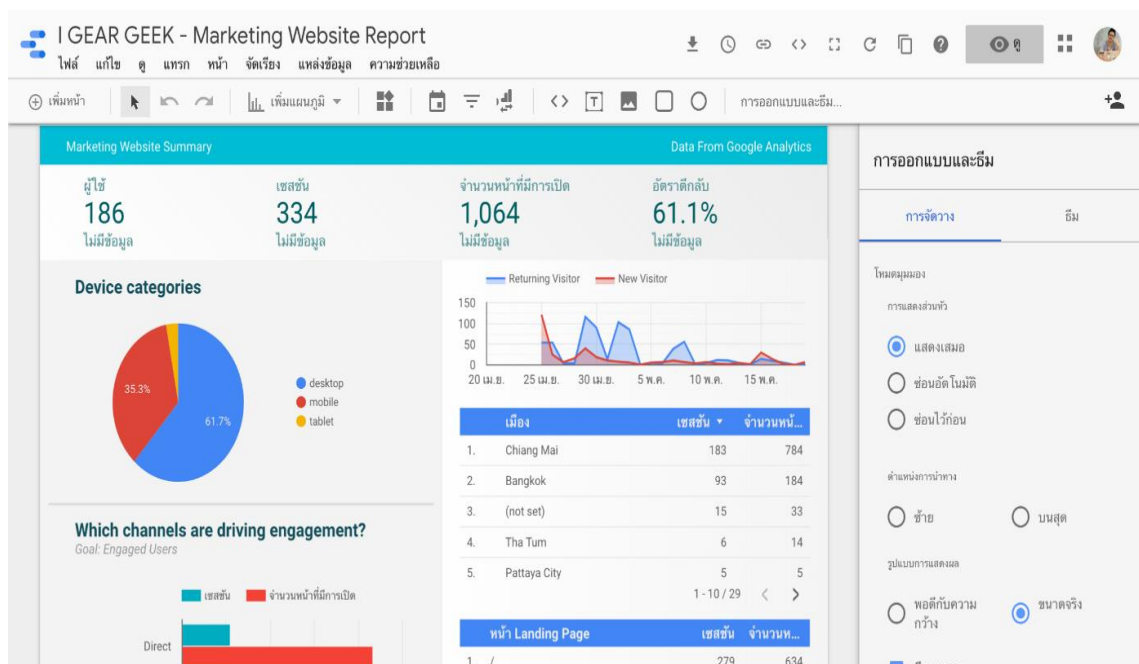 I GEAR GEEK - Marketing Website Report
ไฟล์ แก้ไข ดู แทรก หน้า จัดเรียง แหล่งข้อมูล ความช่วยเหลือ
ดู
เพิ่มหน้า เพิ่มแผนภูมิ การออกแบบและธีม...
Marketing Website Summary Data From Google Analytics
ผู้ใช้ เซสชัน จำนวนหน้าที่มีการเปิด อัตราตีกลับ
186 334 1,064 61.1%
ไม่มีข้อมูล ไม่มีข้อมูล ไม่มีข้อมูล ไม่มีข้อมูล
Device categories
35.3%
61.7%
desktop
mobile
tablet
Returning Visitor New Visitor
150
100
50
0
20 เม.ย. 25 เม.ย. 30 เม.ย. 5 พ.ค. 10 พ.ค. 15 พ.ค.
เมือง เซสชัน จำนวนหน้...
1. Chiang Mai 183 784
2. Bangkok 93 184
3. (not set) 15 33
4. Tha Tum 6 14
5. Pattaya City 5 5
1 - 10 / 29
Which channels are driving engagement?
Goal: Engaged Users
เซสชัน จำนวนหน้าที่มีการเปิด
Direct
หน้า Landing Page เซสชัน จำนวนห...
1. / 279 634
การออกแบบและธีม
การจัดวาง ธีม
โหมดมุมมอง
การแสดงส่วนหัว
แสดงเสมอ
ซ่อนอัตโนมัติ
ซ่อนไว้ก่อน
ตำแหน่งการนำทาง
ซ้าย บนสุด
รูปแบบการแสดงผล
พอดีกับความ
กว้าง
ขนาดจริง